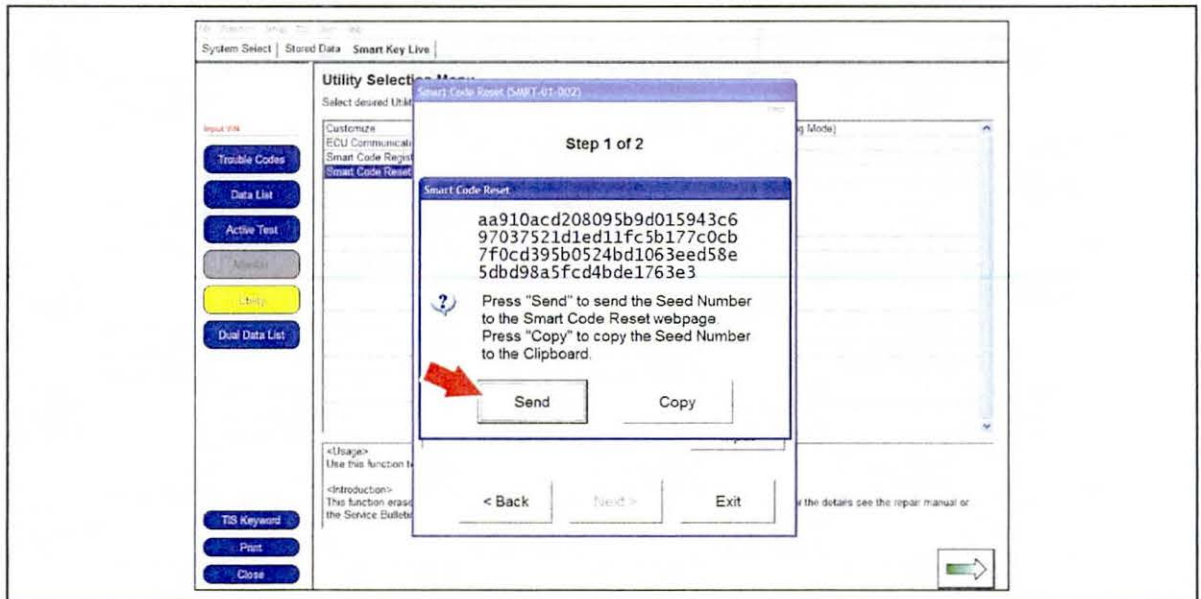 System Select | Stored Data Smart Key Live
Utility Selection Menu
Smart Code Reset (SMRT-01-002)
Select desired Utilit
Input VIN
Customize
g Mode)
ECU Communicati
Step 1 of 2
Trouble Codes
Smart Code Regist
Smart Code Reset
Data List
Smart Code Reset
aa910acd208095b9d015943c6
97037521d1ed11fc5b177c0cb
7f0cd395b0524bd1063eed58e
5dbd98a5fcd4bde1763e3
Active Test
Monitor
Utility
Dual Data List
?
Press "Send" to send the Seed Number
to the Smart Code Reset webpage.
Press "Copy" to copy the Seed Number
to the Clipboard.
Send
Copy
<Usage>
Use this function t
<Introduction>
This function erase
r the details see the repair manual or
the Service Bulleti
< Back
Next >
Exit
TIS Keyword
Print
Close